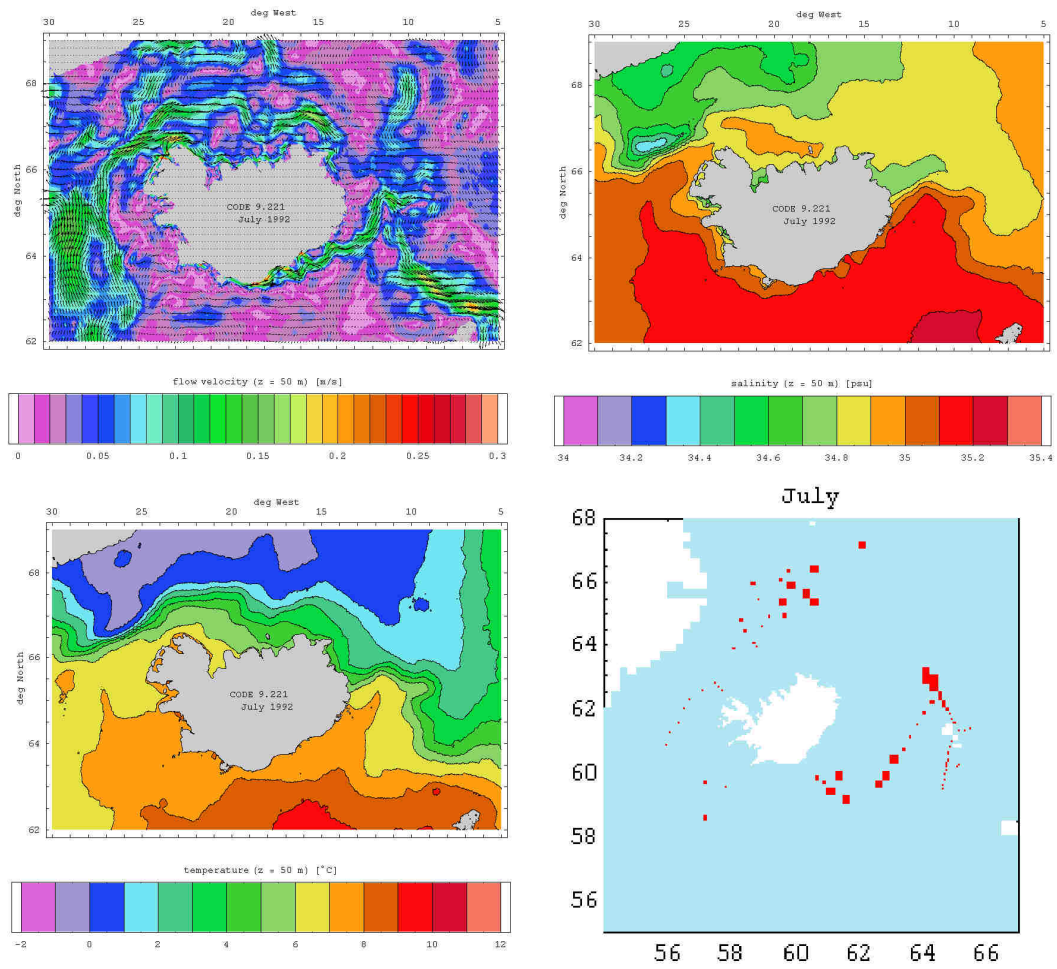 deg West
30 25 20 15 10 5
deg North
68
66
64
62
CODE 9.221
July 1992
flow velocity (z = 50 m) [m/s]
0 0.05 0.1 0.15 0.2 0.25 0.3
deg West
30 25 20 15 10 5
deg North
68
66
64
62
CODE 9.221
July 1992
salinity (z = 50 m) [psu]
34 34.2 34.4 34.6 34.8 35 35.2 35.4
deg West
30 25 20 15 10 5
deg North
68
66
64
62
CODE 9.221
July 1992
temperature (z = 50 m) [°C]
-2 0 2 4 6 8 10 12
July
68
66
64
62
60
58
56
56 58 60 62 64 66